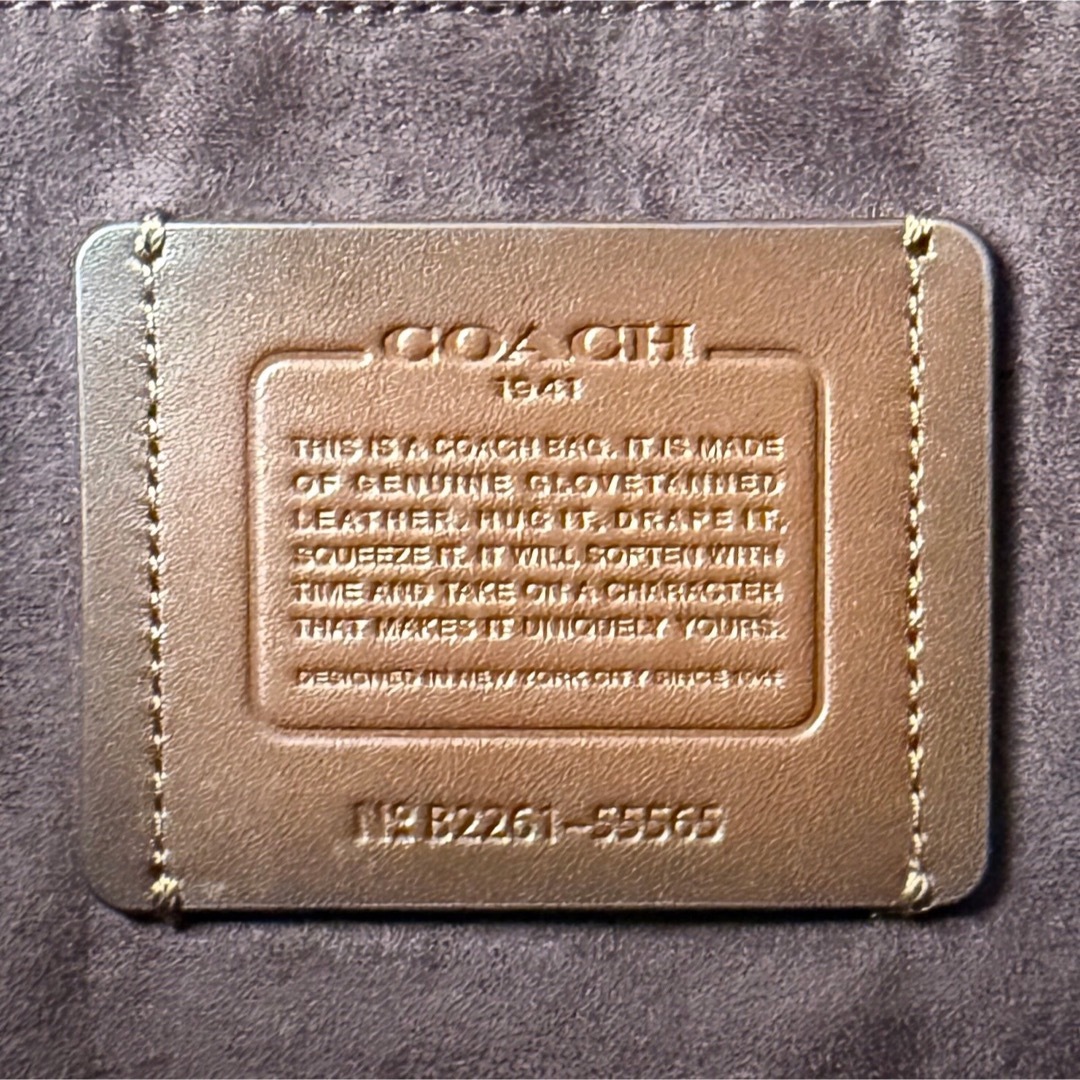 COACH
1941
THIS IS A COACH BAG. IT IS MADE
OF GENUINE GLOVETANNED
LEATHER. HUG IT, DRAPE IT,
SQUEEZE IT. IT WILL SOFTEN WITH
TIME AND TAKE ON A CHARACTER
THAT MAKES IT UNIQUELY YOURS.
DESIGNED IN NEW YORK CITY SINCE 1941
Nº B2261-55565